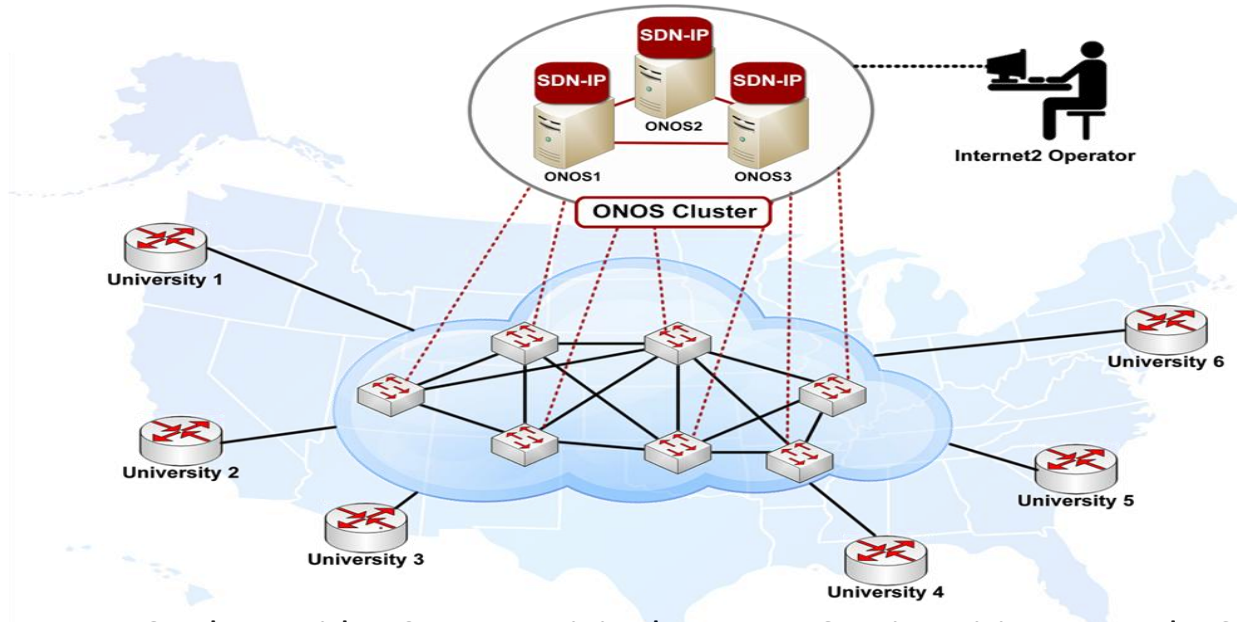 SDN-IP
SDN-IP
SDN-IP
ONOS2
ONOS1
ONOS3
Internet2 Operator
ONOS Cluster
University 1
University 6
University 2
University 5
University 3
University 4